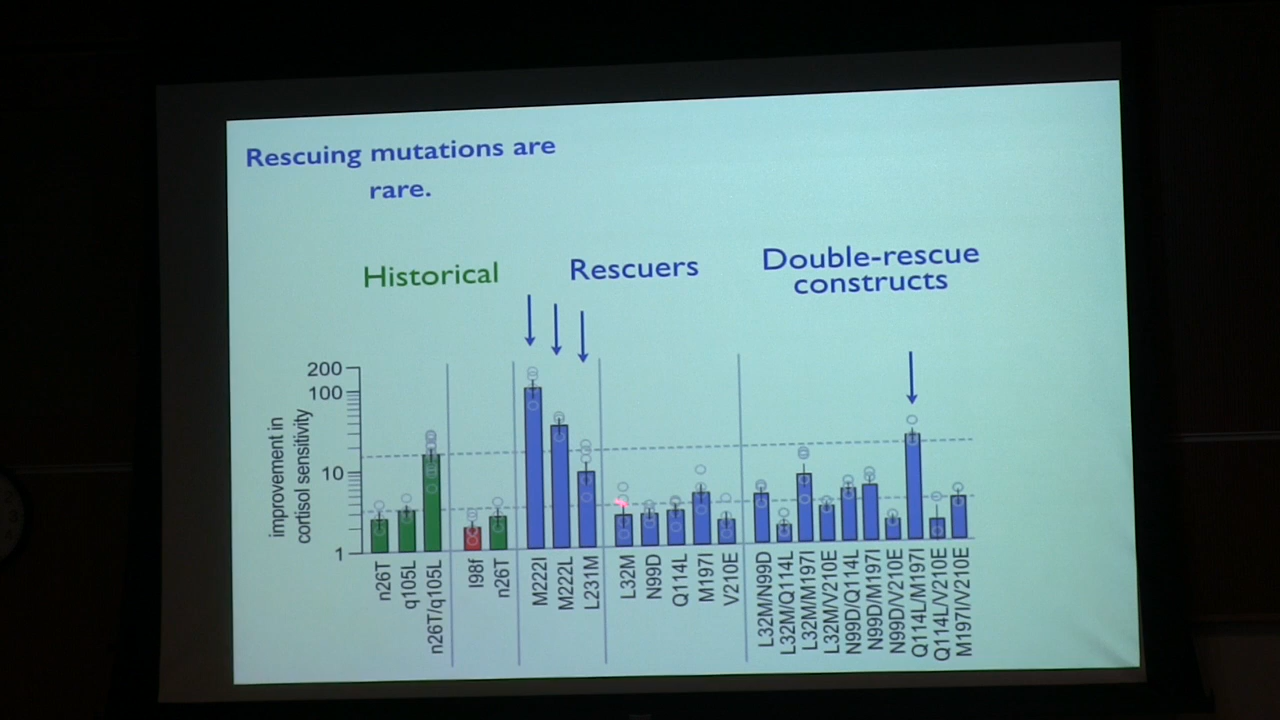 Rescuing mutations are
rare.
Historical
Rescuers
Double-rescue
constructs
improvement in
cortisol sensitivity
200
100
10
1
n26T
q105L
n26T/q105L
l98f
n26T
M222I
M222L
L231M
L32M
N99D
Q114L
M197I
V210E
L32M/N99D
L32M/Q114L
L32M/M197I
L32M/V210E
N99D/Q114L
N99D/M197I
N99D/V210E
Q114L/M197I
Q114L/V210E
M197I/V210E